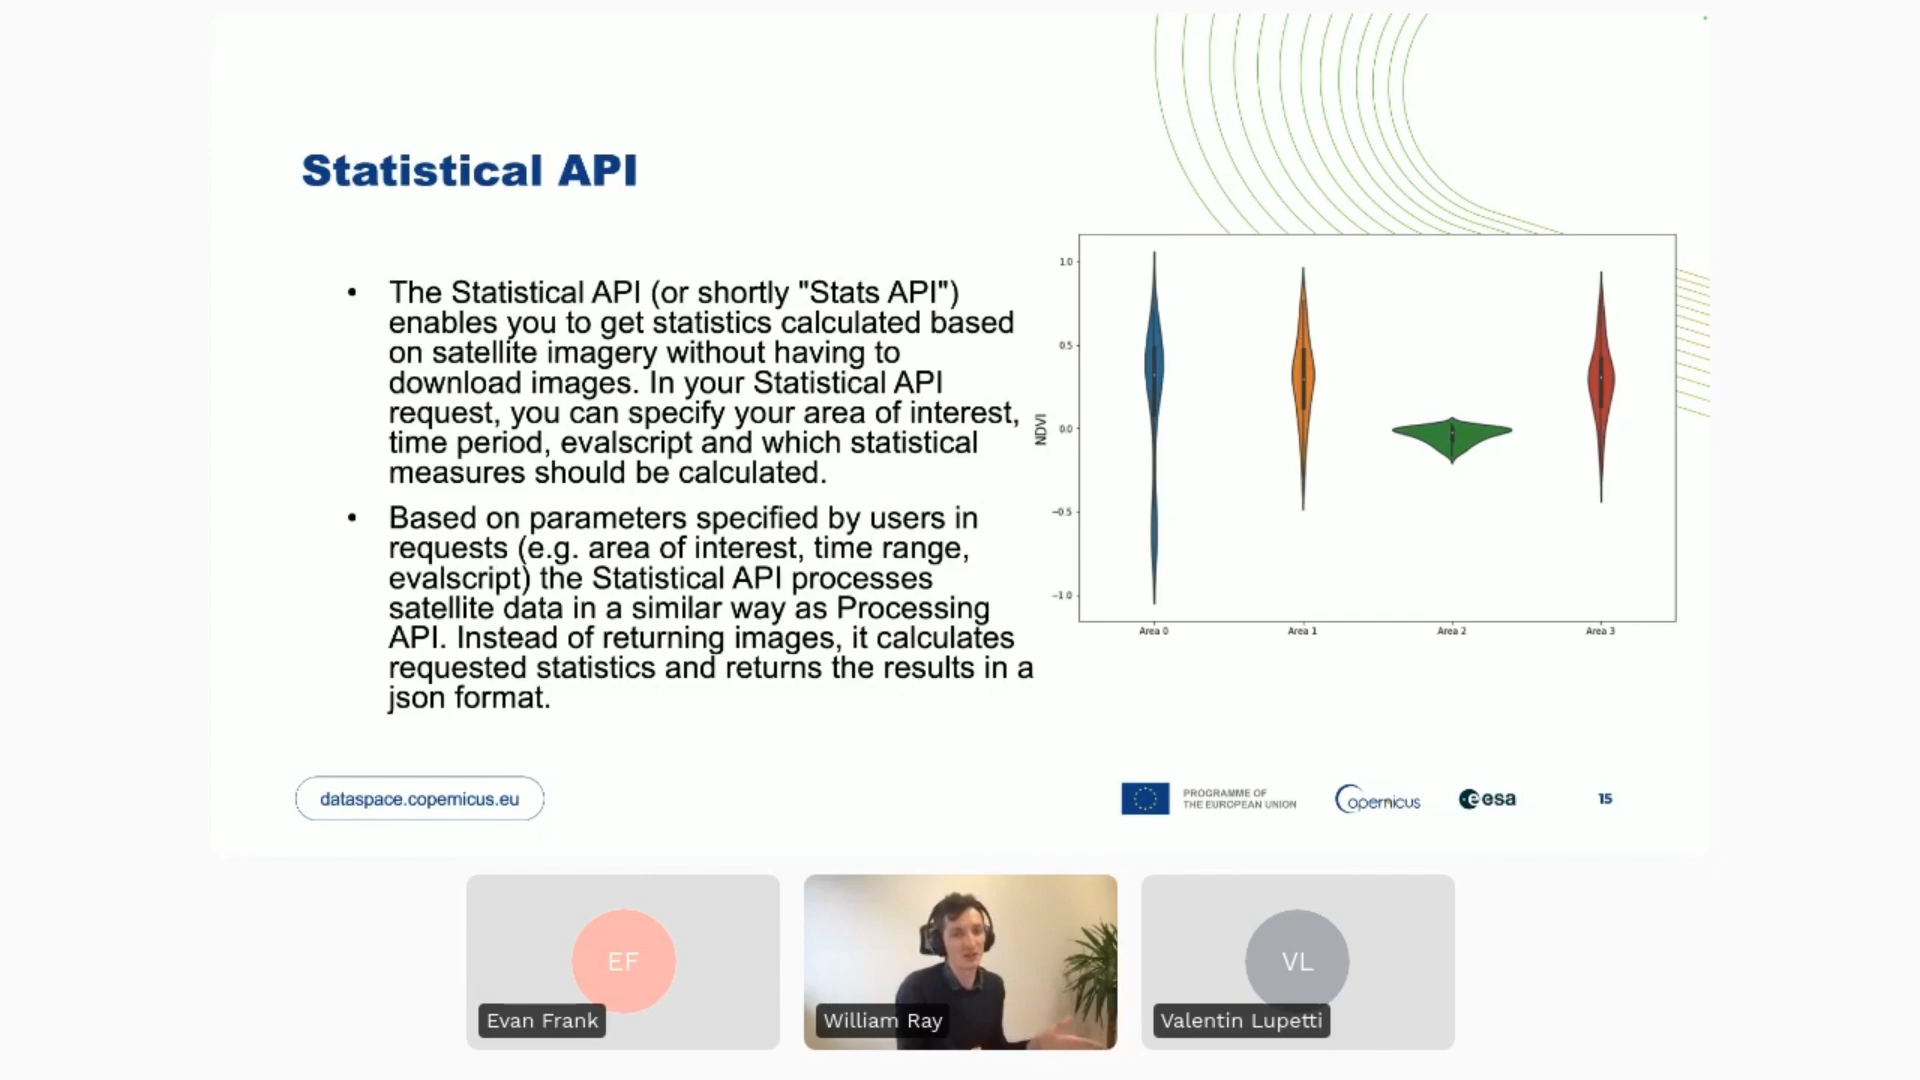 Statistical API
• The Statistical API (or shortly "Stats API")
enables you to get statistics calculated based
on satellite imagery without having to
download images. In your Statistical API
request, you can specify your area of interest,
time period, evalscript and which statistical
measures should be calculated.
• Based on parameters specified by users in
requests (e.g. area of interest, time range,
evalscript) the Statistical API processes
satellite data in a similar way as Processing
API. Instead of returning images, it calculates
requested statistics and returns the results in a
json format.
1.0
0.5
0.0
−0.5
−1.0
NDVI
Area 0
Area 1
Area 2
Area 3
dataspace.copernicus.eu
PROGRAMME OF
THE EUROPEAN UNION
opernicus
esa
15
EF
Evan Frank
William Ray
VL
Valentin Lupetti